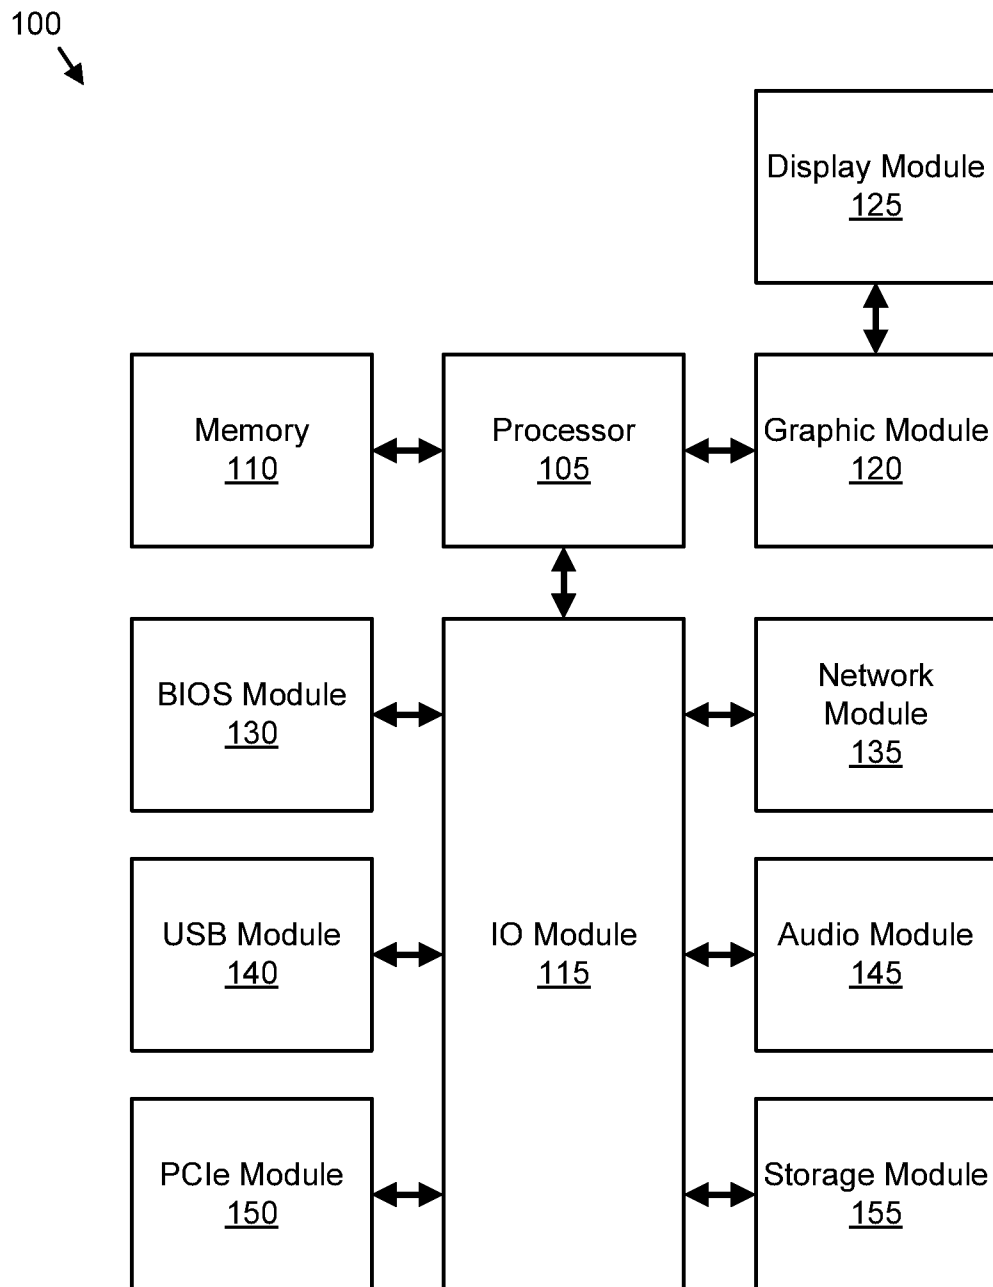 100
Display Module
125
Memory
110
Processor
105
Graphic Module
120
BIOS Module
130
Network
Module
135
USB Module
140
IO Module
115
Audio Module
145
PCIe Module
150
Storage Module
155